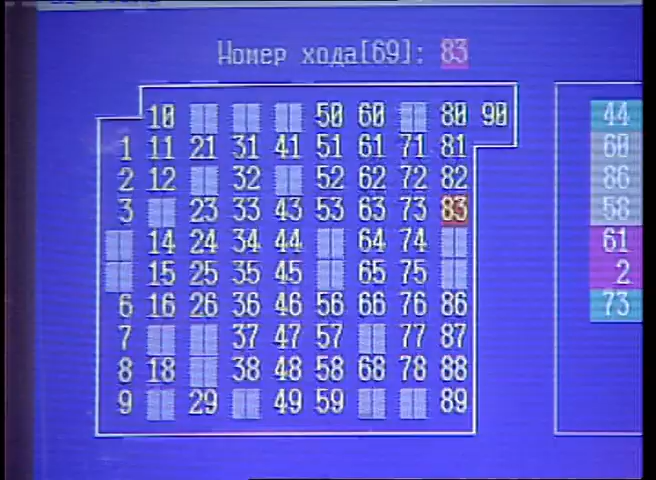 Номер хода[69]: 83
10 50 60 80 90
1 11 21 31 41 51 61 71 81
2 12 32 52 62 72 82
3 23 33 43 53 63 73 83
14 24 34 44 64 74
15 25 35 45 65 75
6 16 26 36 46 56 66 76 86
7 37 47 57 77 87
8 18 38 48 58 68 78 88
9 29 49 59 89
44
60
86
58
61
2
73